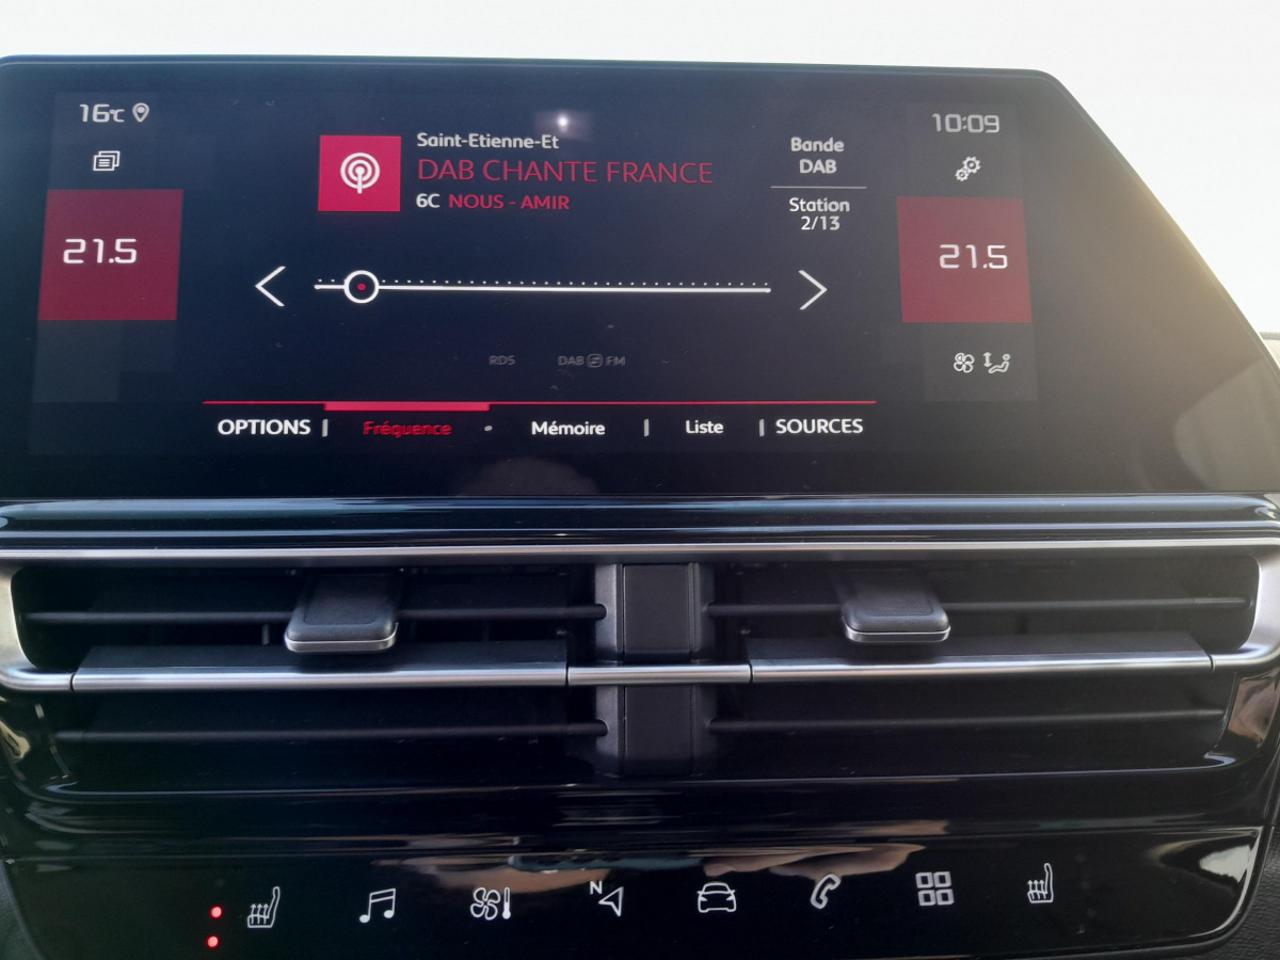 16°C
10:09
Saint-Etienne-Et
DAB CHANTE FRANCE
6C NOUS - AMIR
Bande
DAB
Station
2/13
21.5
21.5
RDS DAB FM
OPTIONS | Fréquence • Mémoire | Liste | SOURCES
N